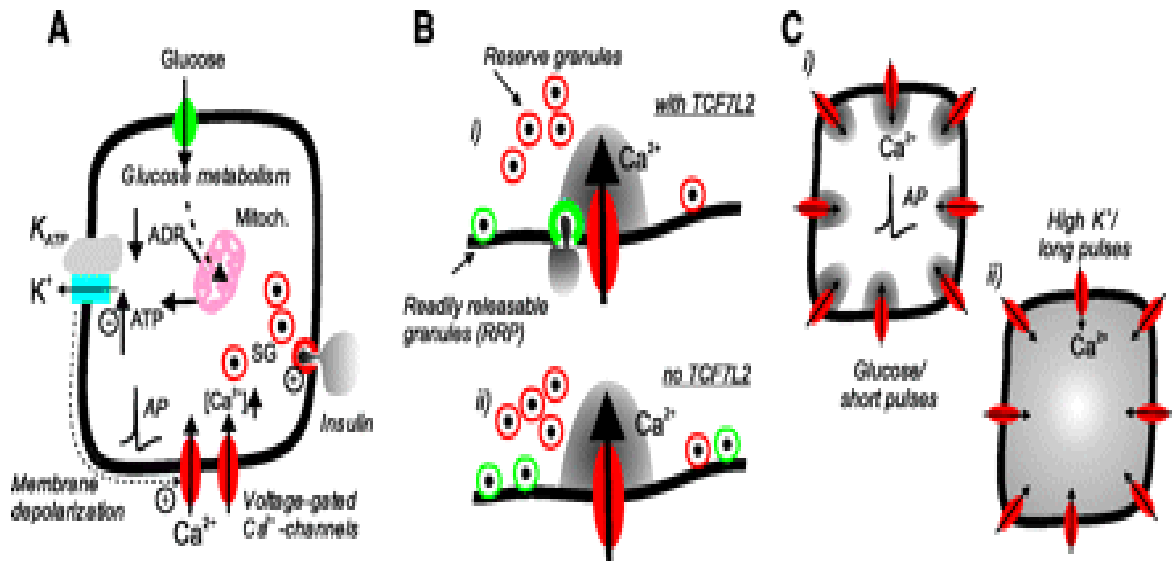 A
Glucose
Glucose metabolism
Mitoch.
K ATP
ADP
K⁺
ATP
SG
AP
[Ca²⁺]
Insulin
Membrane
depolarization
Ca²⁺
Voltage-gated
Ca²⁺-channels
B
Reserve granules
i)
with TCF7L2
Ca²⁺
Readily releasable
granules (RRP)
no TCF7L2
ii)
Ca²⁺
C
i)
Ca²⁺
AP
Glucose/
short pulses
High K⁺/
long pulses
ii)
Ca²⁺